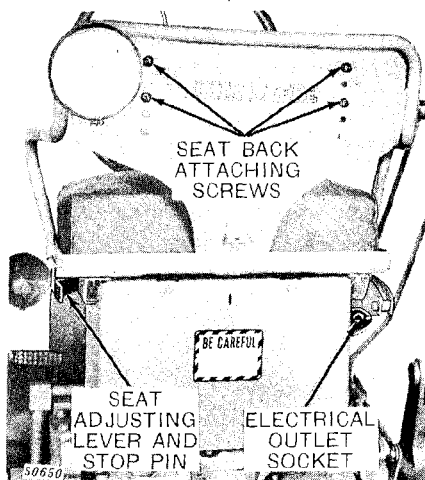 SEAT BACK
ATTACHING
SCREWS
BE CAREFUL
SEAT
ADJUSTING
LEVER AND
STOP PIN
ELECTRICAL
OUTLET
SOCKET
50650